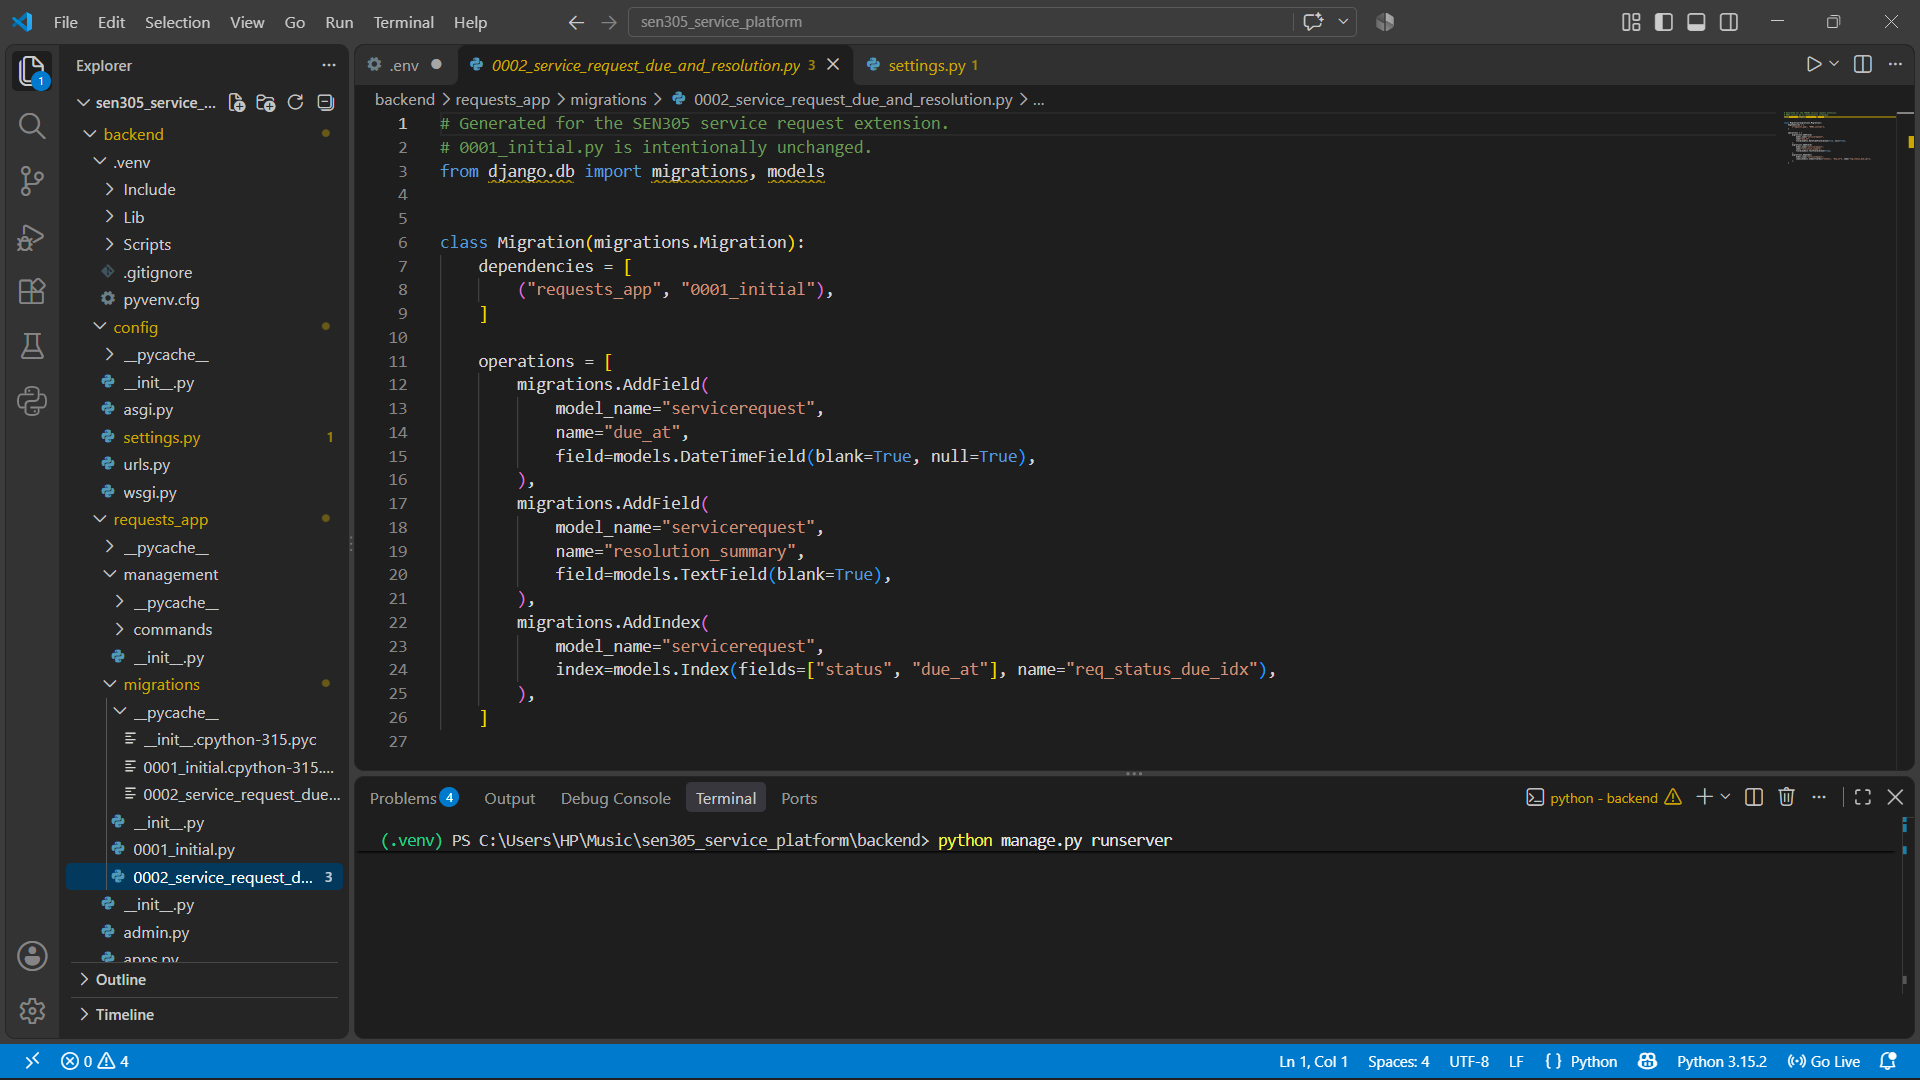 File Edit Selection View Go Run Terminal Help
sen305_service_platform
1
Explorer
sen305_service_...
backend
.venv
Include
Lib
Scripts
.gitignore
pyvenv.cfg
config
__pycache__
__init__.py
asgi.py
settings.py 1
urls.py
wsgi.py
requests_app
__pycache__
management
__pycache__
commands
__init__.py
migrations
__pycache__
__init__.cpython-315.pyc
0001_initial.cpython-315....
0002_service_request_due...
__init__.py
0001_initial.py
0002_service_request_d... 3
__init__.py
admin.py
apps.py
Outline
Timeline
.env
0002_service_request_due_and_resolution.py 3
settings.py 1
backend > requests_app > migrations > 0002_service_request_due_and_resolution.py > ...
1 # Generated for the SEN305 service request extension.
2 # 0001_initial.py is intentionally unchanged.
3 from django.db import migrations, models
4
5
6 class Migration(migrations.Migration):
7     dependencies = [
8         ("requests_app", "0001_initial"),
9     ]
10
11     operations = [
12         migrations.AddField(
13             model_name="servicerequest",
14             name="due_at",
15             field=models.DateTimeField(blank=True, null=True),
16         ),
17         migrations.AddField(
18             model_name="servicerequest",
19             name="resolution_summary",
20             field=models.TextField(blank=True),
21         ),
22         migrations.AddIndex(
23             model_name="servicerequest",
24             index=models.Index(fields=["status", "due_at"], name="req_status_due_idx"),
25         ),
26     ]
27
Problems 4 Output Debug Console Terminal Ports
python - backend
(.venv) PS C:\Users\HP\Music\sen305_service_platform\backend> python manage.py runserver
0 4
Ln 1, Col 1 Spaces: 4 UTF-8 LF { } Python Python 3.15.2 Go Live